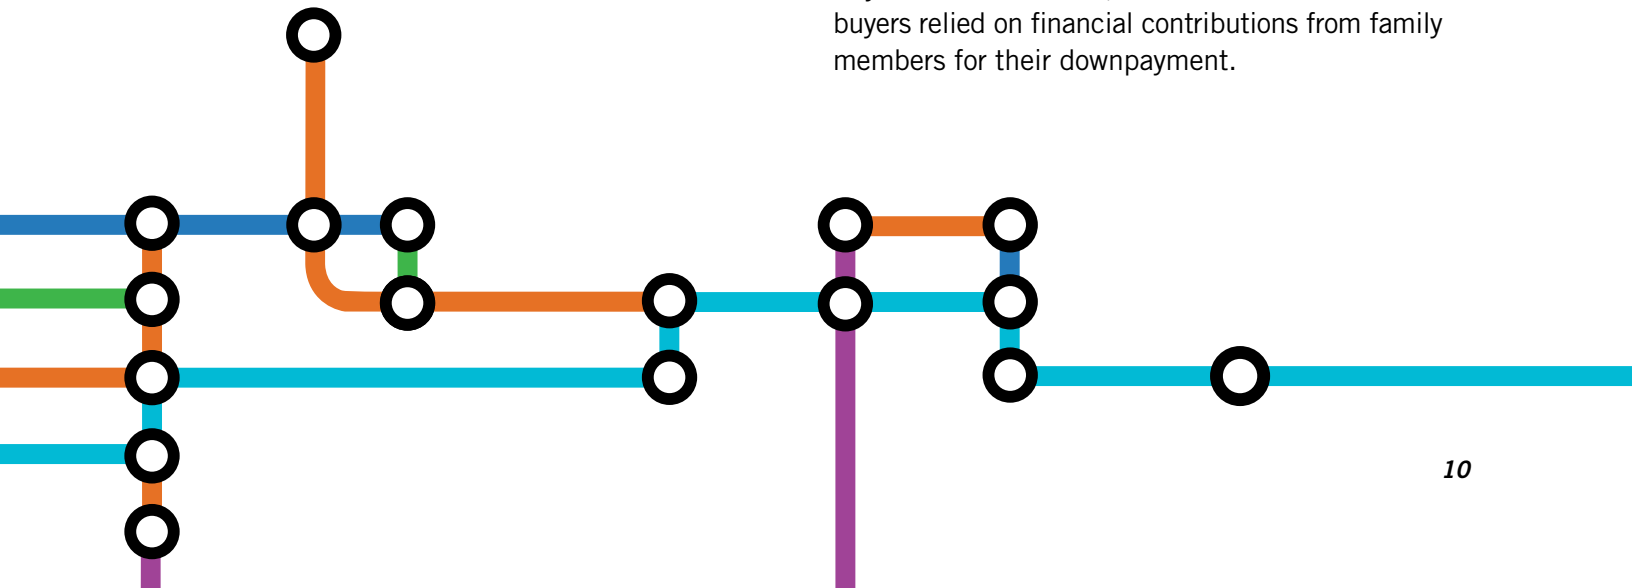 buyers relied on financial contributions from family
members for their downpayment.
10